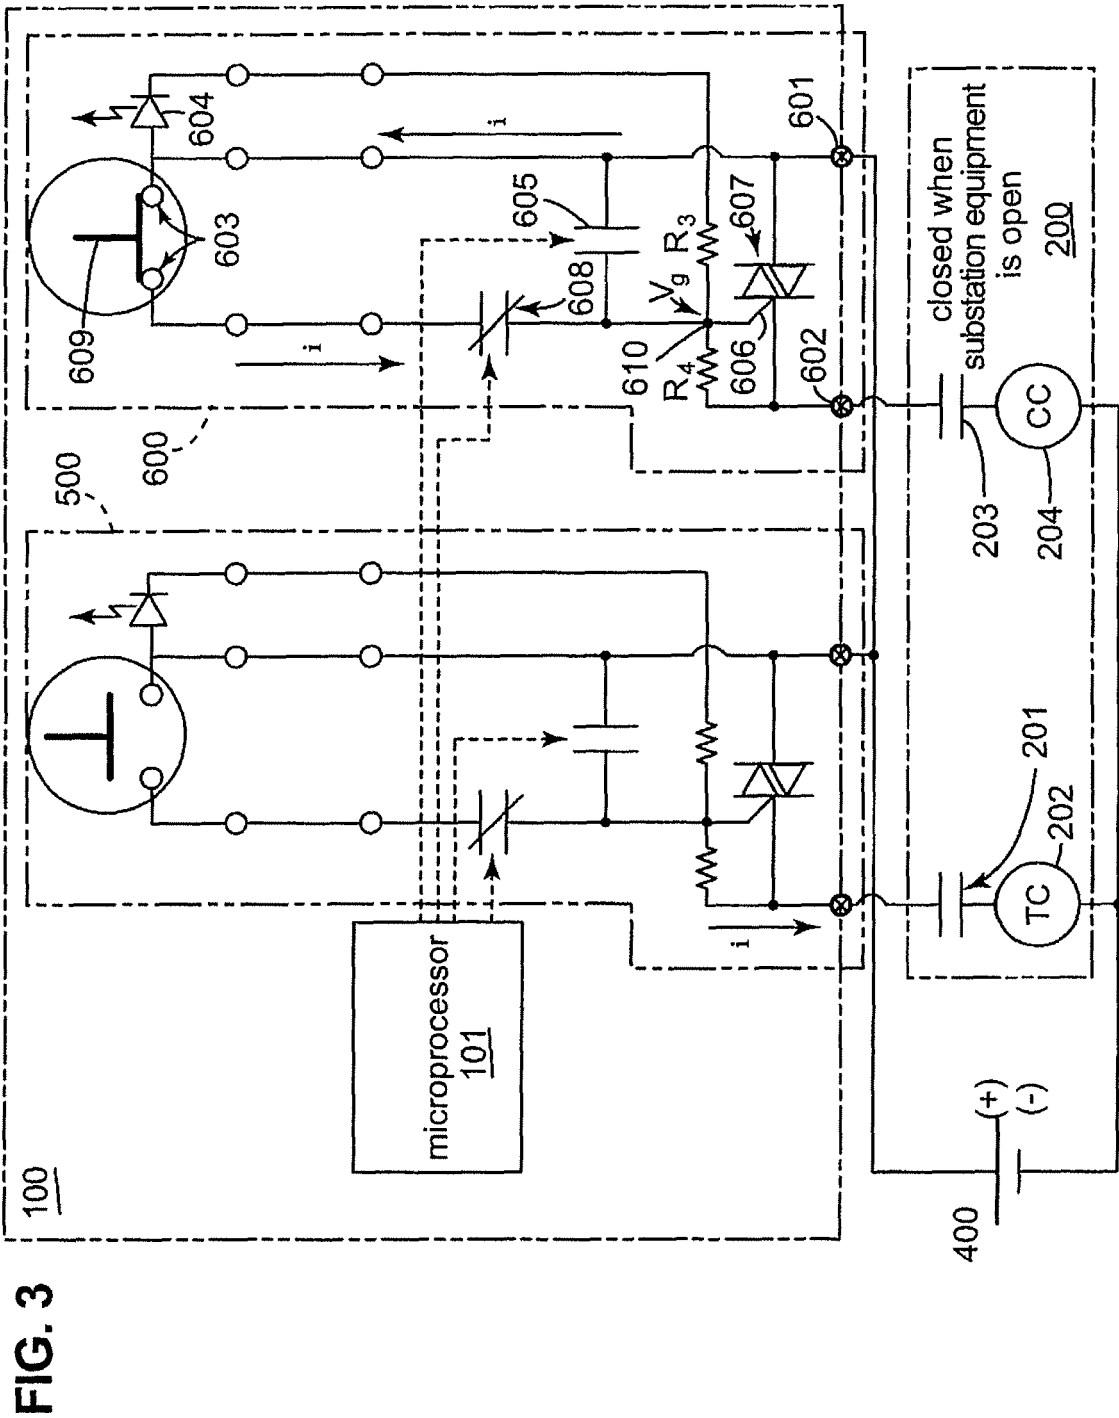 FIG. 3
100
microprocessor
101
500
600
609
603
604
i
i
605
608
R3
Vg
610
R4
606
607
601
602
i
closed when
substation equipment
is open
200
203
CC
204
201
TC
202
400
(+)
(-)